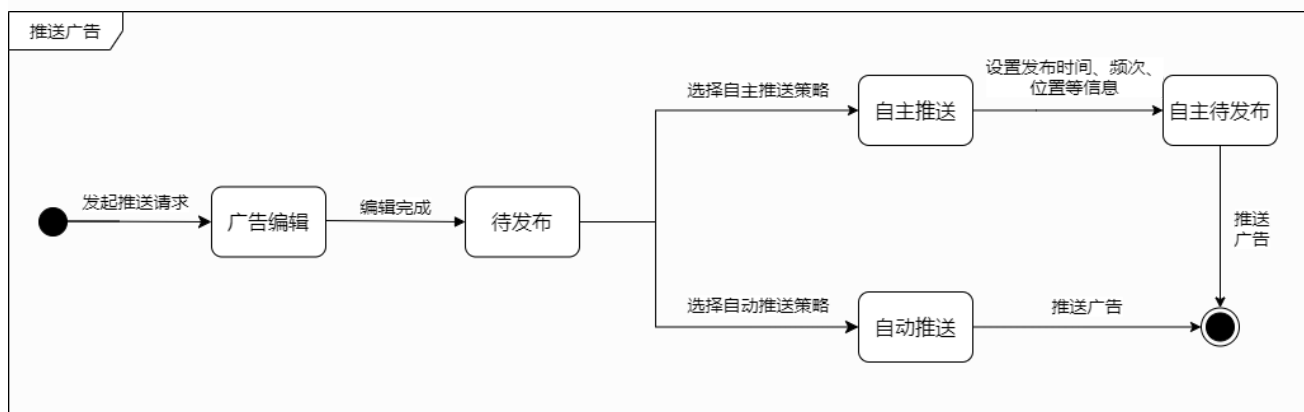 推送广告
发起推送请求
广告编辑
编辑完成
待发布
选择自主推送策略
自主推送
设置发布时间、频次、
位置等信息
自主待发布
推送
广告
选择自动推送策略
自动推送
推送广告